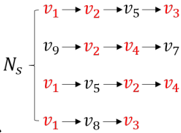 v₁ → v₂ → v₅ → v₃
v₉ → v₂ → v₄ → v₇
Nₛ
v₁ → v₅ → v₂ → v₄
v₁ → v₈ → v₃